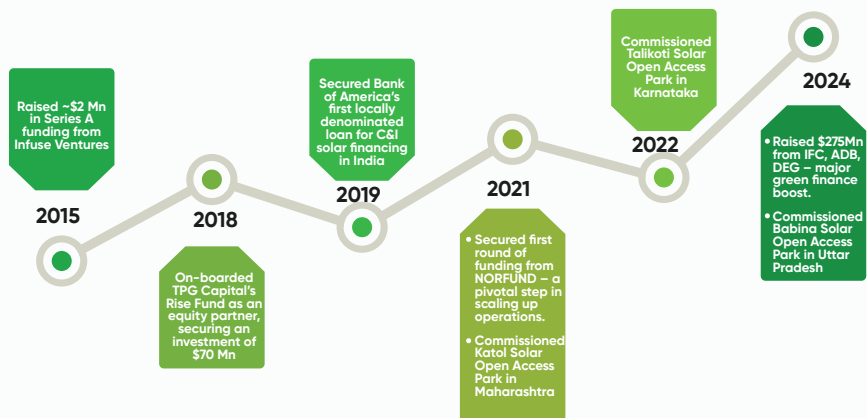 Raised ~$2 Mn
in Series A
funding from
Infuse Ventures
2015
2018
On-boarded
TPG Capital's
Rise Fund as an
equity partner,
securing an
investment of
$70 Mn
Secured Bank
of America's
first locally
denominated
loan for C&I
solar financing
in India
2019
2021
• Secured first
round of
funding from
NORFUND – a
pivotal step in
scaling up
operations.
• Commissioned
Katol Solar
Open Access
Park in
Maharashtra
Commissioned
Talikoti Solar
Open Access
Park in
Karnataka
2022
2024
• Raised $275Mn
from IFC, ADB,
DEG – major
green finance
boost.
• Commissioned
Babina Solar
Open Access
Park in Uttar
Pradesh